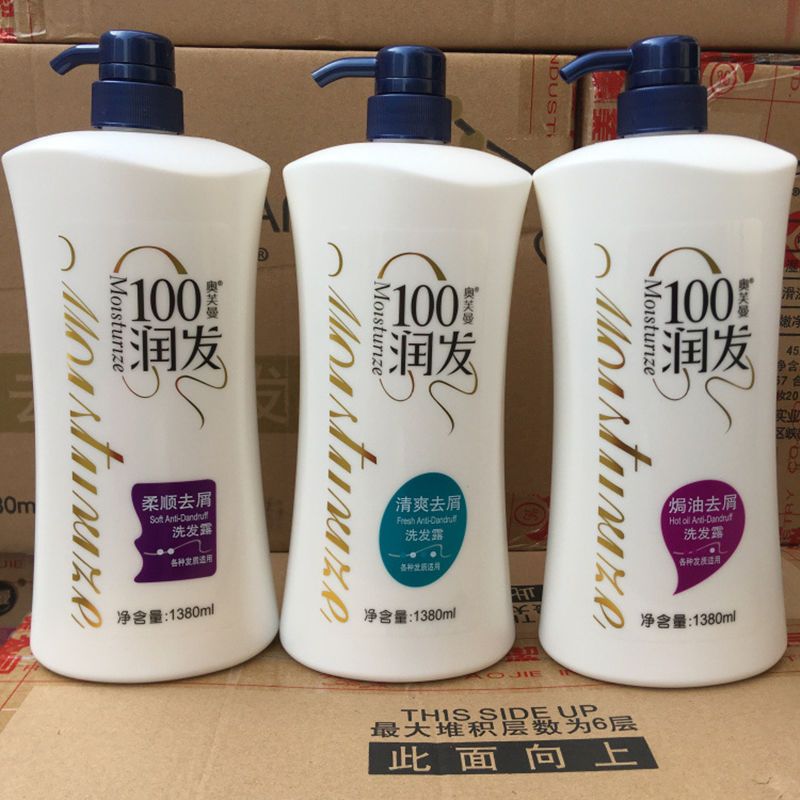 100
润发
奥芙曼®
Moisturize
Moisturize
柔顺去屑
Soft Anti-Dandruff
洗发露
各种发质适用
净含量:1380ml
100
润发
奥芙曼®
Moisturize
Moisturize
清爽去屑
Fresh Anti-Dandruff
洗发露
各种发质适用
净含量:1380ml
100
润发
奥芙曼®
Moisturize
Moisturize
焗油去屑
Hot oil Anti-Dandruff
洗发露
各种发质适用
净含量:1380ml
THIS SIDE UP
最大堆积层数为6层
此面向上